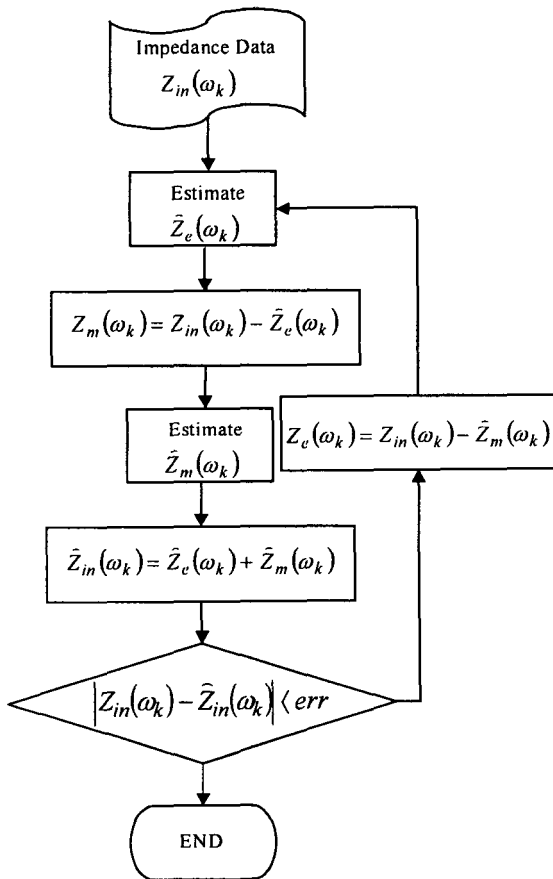 Impedance Data
Z_in(ω_k)
Estimate
Ẑ_e(ω_k)
Z_m(ω_k) = Z_in(ω_k) − Ẑ_e(ω_k)
Estimate
Ẑ_m(ω_k)
Z_e(ω_k) = Z_in(ω_k) − Ẑ_m(ω_k)
Ẑ_in(ω_k) = Ẑ_e(ω_k) + Ẑ_m(ω_k)
|Z_in(ω_k) − Ẑ_in(ω_k)| ⟨ err
END